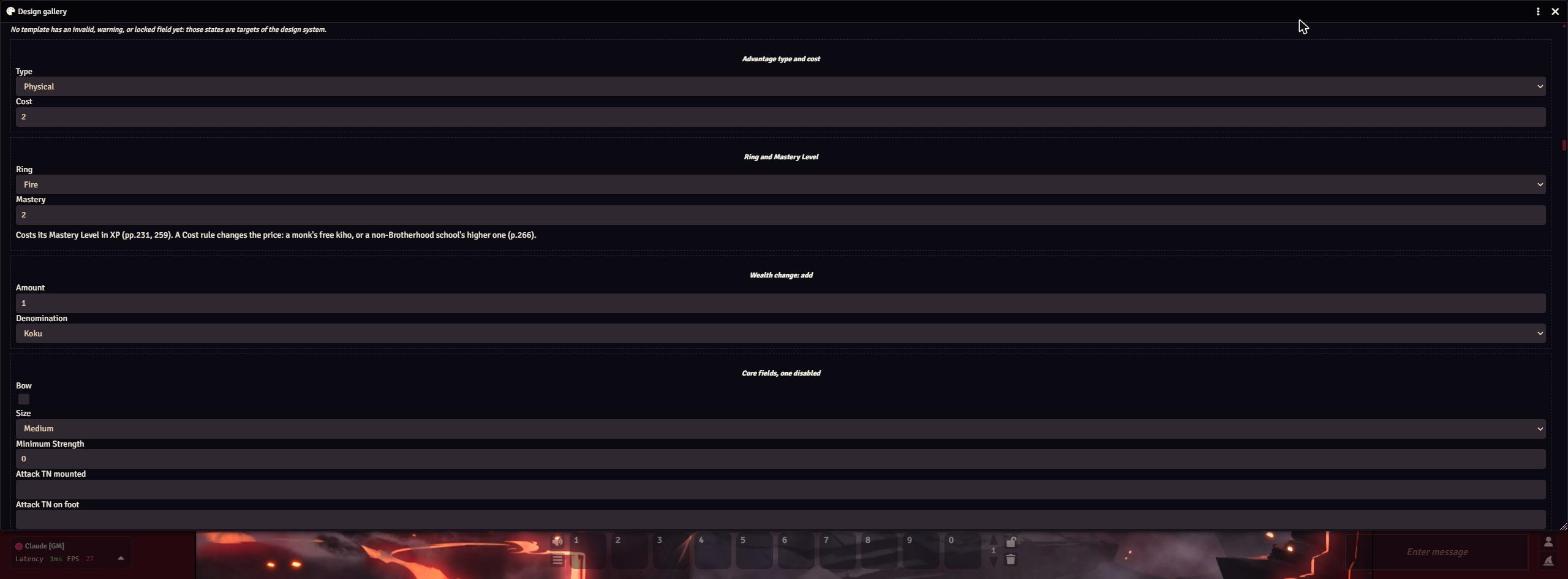 Design gallery
No template has an invalid, warning, or locked field yet: those states are targets of the design system.
Advantage type and cost
Type
Physical
Cost
2
Ring and Mastery Level
Ring
Fire
Mastery
2
Costs its Mastery Level in XP (pp.231, 259). A Cost rule changes the price: a monk's free kiho, or a non-Brotherhood school's higher one (p.266).
Wealth change: add
Amount
1
Denomination
Koku
Core fields, one disabled
Bow
Size
Medium
Minimum Strength
0
Attack TN mounted
Attack TN on foot
Claude [GM]
Latency 3ms FPS 27
1 2 3 4 5 6 7 8 9 0
1
Enter message